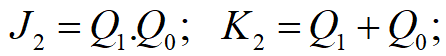 J₂ = Q₁.Q₀; K₂ = Q₁ + Q₀;